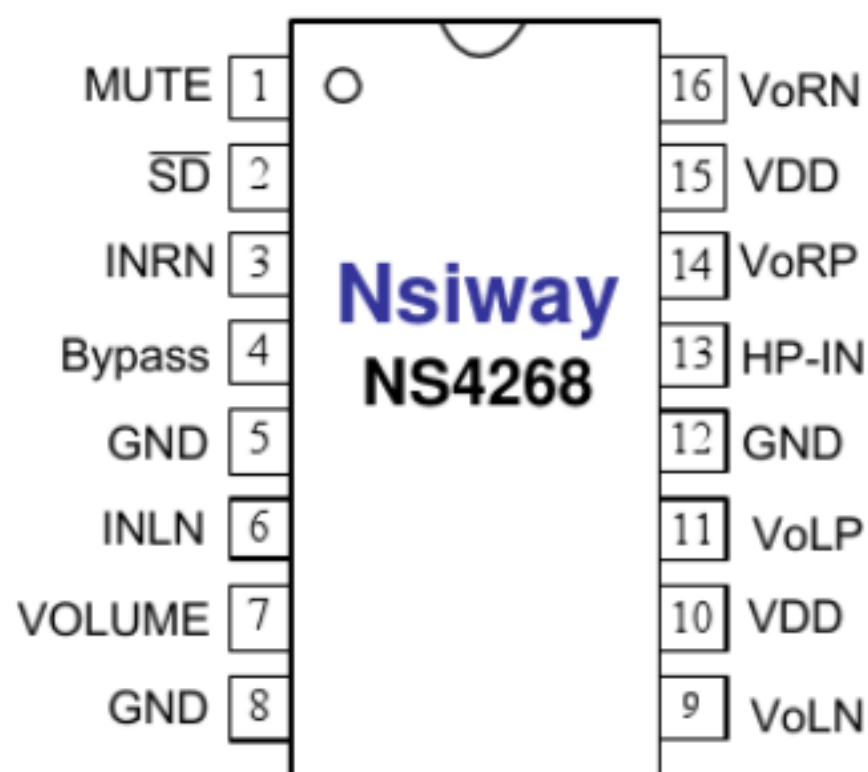 MUTE 1 16 VoRN
S̅D̅ 2 15 VDD
INRN 3 14 VoRP
Nsiway
Bypass 4 13 HP-IN
NS4268
GND 5 12 GND
INLN 6 11 VoLP
VOLUME 7 10 VDD
GND 8 9 VoLN